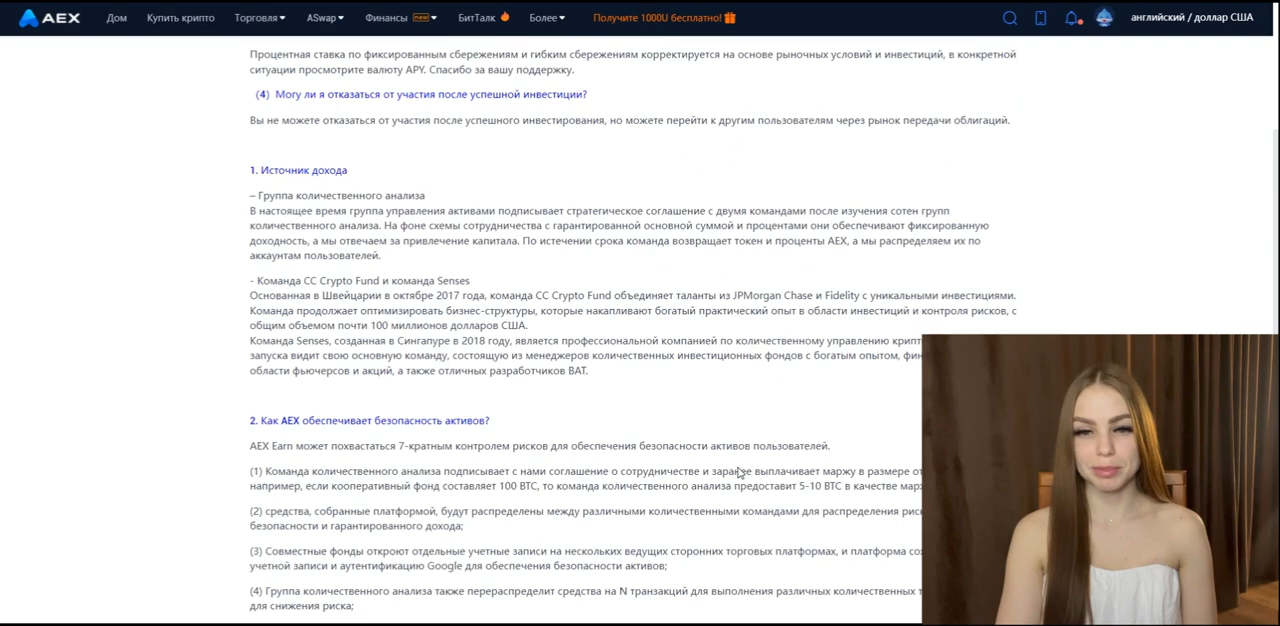 AEX Дом Купить крипто Торговля ASwap Финансы new БитТалк Более Получите 1000U бесплатно! английский / доллар США
Процентная ставка по фиксированным сбережениям и гибким сбережениям корректируется на основе рыночных условий и инвестиций, в конкретной
ситуации просмотрите валюту APY. Спасибо за вашу поддержку.
(4) Могу ли я отказаться от участия после успешной инвестиции?
Вы не можете отказаться от участия после успешного инвестирования, но можете перейти к другим пользователям через рынок передачи облигаций.
1. Источник дохода
– Группа количественного анализа
В настоящее время группа управления активами подписывает стратегическое соглашение с двумя командами после изучения сотен групп
количественного анализа. На фоне схемы сотрудничества с гарантированной основной суммой и процентами они обеспечивают фиксированную
доходность, а мы отвечаем за привлечение капитала. По истечении срока команда возвращает токен и проценты AEX, а мы распределяем их по
аккаунтам пользователей.
- Команда CC Crypto Fund и команда Senses
Основанная в Швейцарии в октябре 2017 года, команда CC Crypto Fund объединяет таланты из JPMorgan Chase и Fidelity с уникальными инвестициями.
Команда продолжает оптимизировать бизнес-структуры, которые накапливают богатый практический опыт в области инвестиций и контроля рисков, с
общим объемом почти 100 миллионов долларов США.
Команда Senses, созданная в Сингапуре в 2018 году, является профессиональной компанией по количественному управлению
запуска видит свою основную команду, состоящую из менеджеров количественных инвестиционных фондов с богатым опытом,
области фьючерсов и акций, а также отличных разработчиков BAT.
2. Как AEX обеспечивает безопасность активов?
AEX Earn может похвастаться 7-кратным контролем рисков для обеспечения безопасности активов пользователей.
(1) Команда количественного анализа подписывает с нами соглашение о сотрудничестве и заранее выплачивает маржу в размере от
например, если кооперативный фонд составляет 100 BTC, то команда количественного анализа предоставит 5-10 BTC в качестве
(2) средства, собранные платформой, будут распределены между различными количественными командами для распределения
безопасности и гарантированного дохода;
(3) Совместные фонды откроют отдельные учетные записи на нескольких ведущих сторонних торговых платформах, и платформа
учетной записи и аутентификацию Google для обеспечения безопасности активов;
(4) Группа количественного анализа также перераспределит средства на N транзакций для выполнения различных количественных
для снижения риска;